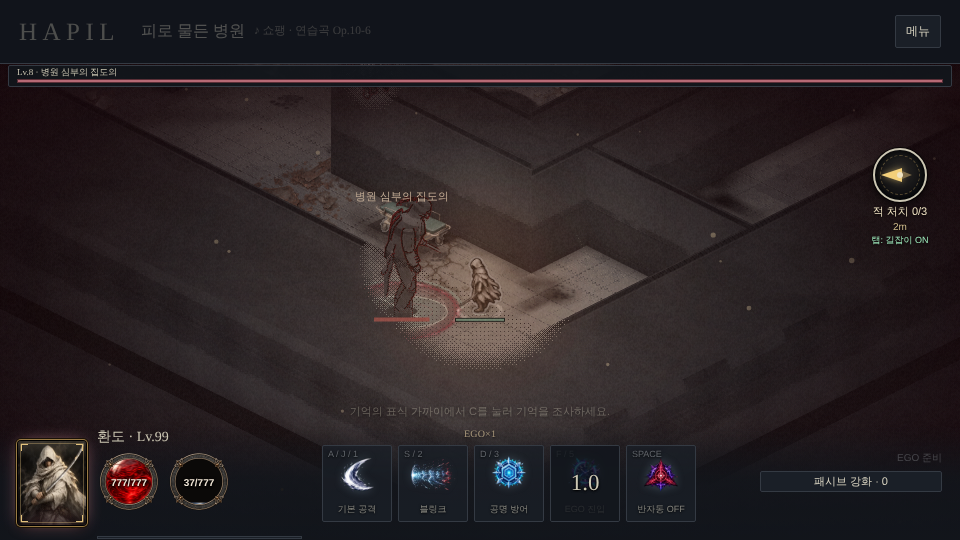 HAPIL
피로 물든 병원
♪ 쇼팽 · 연습곡 Op.10-6
메뉴
Lv.8 · 병원 심부의 집도의
병원 심부의 집도의
적 처치 0/3
2m
탭: 길잡이 ON
• 기억의 표식 가까이에서 C를 눌러 기억을 조사하세요.
EGO×1
환도 · Lv.99
777/777
37/777
A / J / 1
기본 공격
S / 2
블링크
D / 3
공명 방어
1.0
EGO 진입
SPACE
반자동 OFF
EGO 준비
패시브 강화 · 0